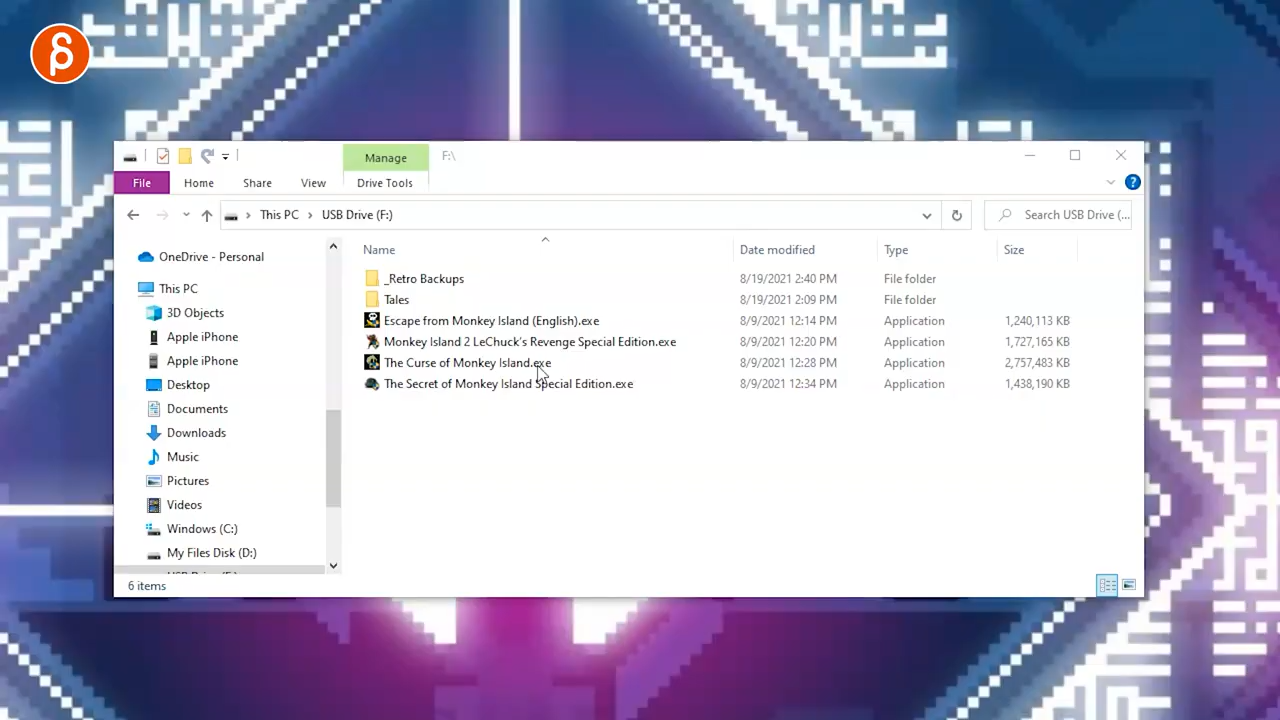 Manage
F:\
File
Home
Share
View
Drive Tools
This PC
USB Drive (F:)
Search USB Drive (...
Name
Date modified
Type
Size
OneDrive - Personal
This PC
3D Objects
Apple iPhone
Apple iPhone
Desktop
Documents
Downloads
Music
Pictures
Videos
Windows (C:)
My Files Disk (D:)
_Retro Backups 8/19/2021 2:40 PM File folder
Tales 8/19/2021 2:09 PM File folder
Escape from Monkey Island (English).exe 8/9/2021 12:14 PM Application 1,240,113 KB
Monkey Island 2 LeChuck's Revenge Special Edition.exe 8/9/2021 12:20 PM Application 1,727,165 KB
The Curse of Monkey Island.exe 8/9/2021 12:28 PM Application 2,757,483 KB
The Secret of Monkey Island Special Edition.exe 8/9/2021 12:34 PM Application 1,438,190 KB
6 items